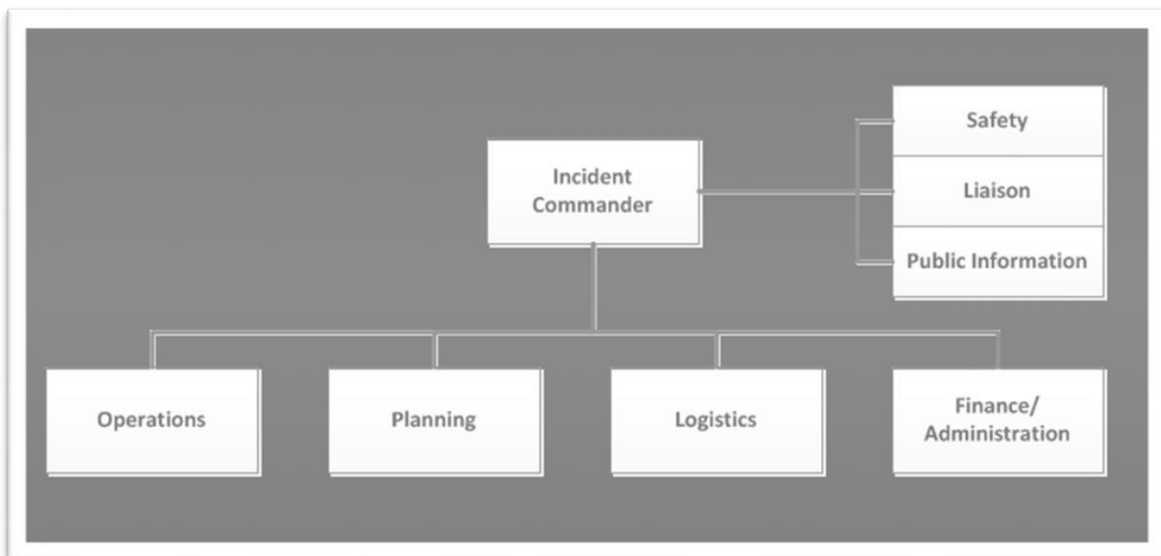 Safety
Incident
Commander
Liaison
Public Information
Operations
Planning
Logistics
Finance/
Administration